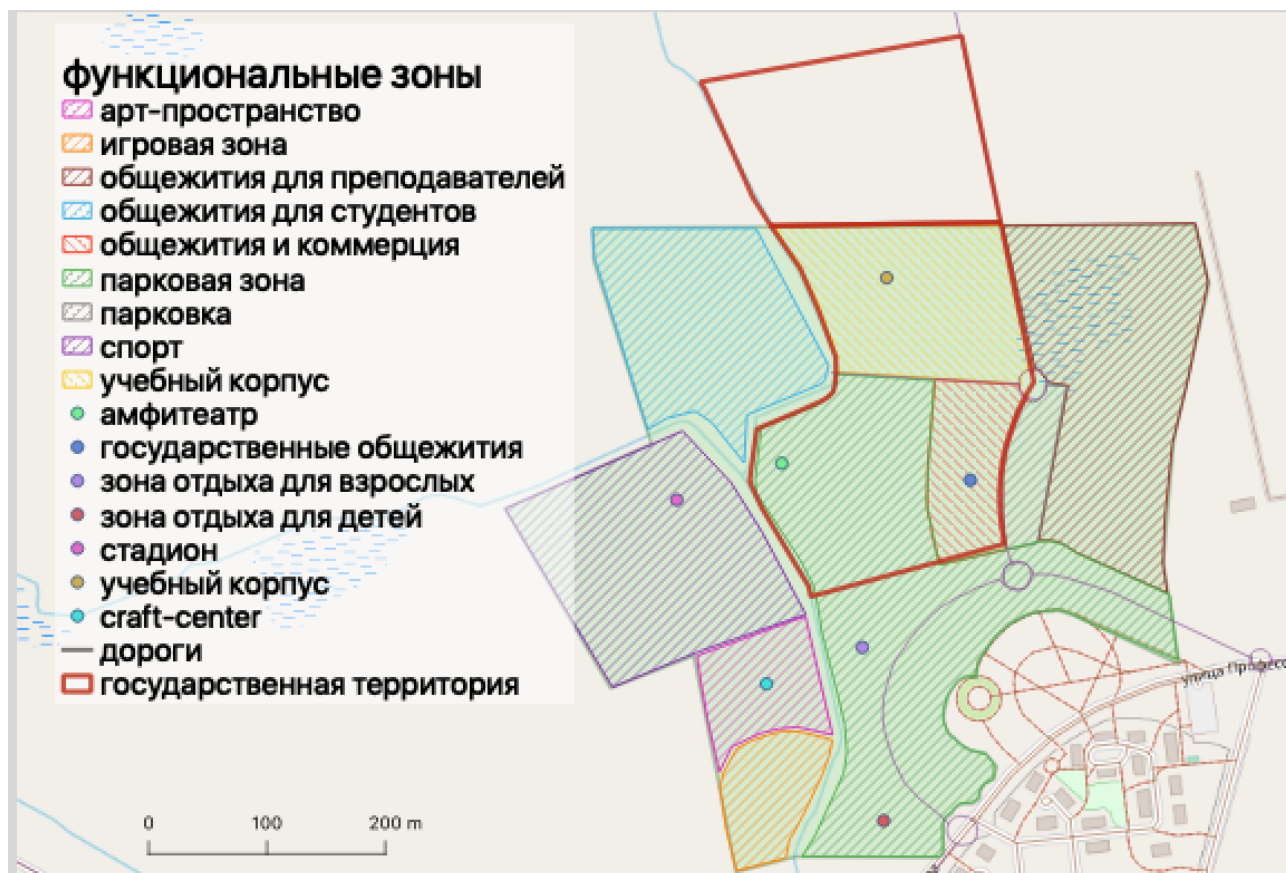 функциональные зоны
арт-пространство
игровая зона
общежития для преподавателей
общежития для студентов
общежития и коммерция
парковая зона
парковка
спорт
учебный корпус
амфитеатр
государственные общежития
зона отдыха для взрослых
зона отдыха для детей
стадион
учебный корпус
craft-center
дороги
государственная территория
улица Професс
0 100 200 m